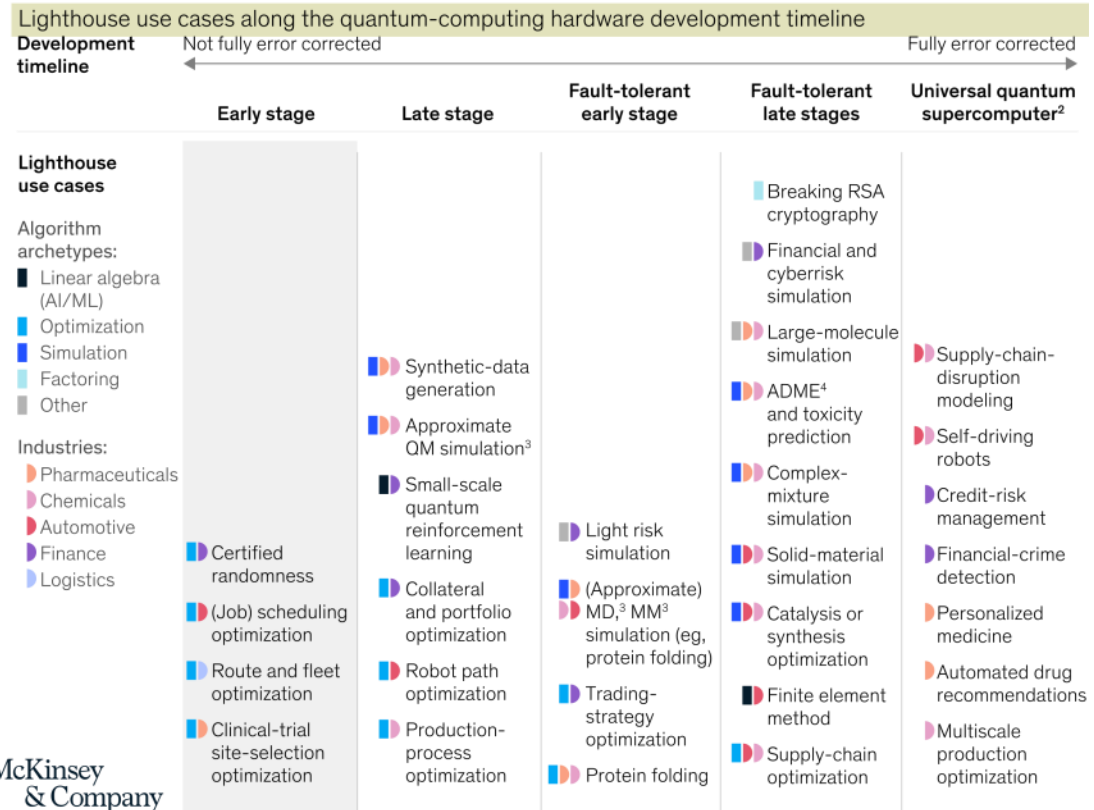 Lighthouse use cases along the quantum-computing hardware development timeline
Development
timeline
Not fully error corrected
Fully error corrected
Early stage
Late stage
Fault-tolerant
early stage
Fault-tolerant
late stages
Universal quantum
supercomputer²
Lighthouse
use cases
Algorithm
archetypes:
Linear algebra
(AI/ML)
Optimization
Simulation
Factoring
Other
Industries:
Pharmaceuticals
Chemicals
Automotive
Finance
Logistics
Certified
randomness
(Job) scheduling
optimization
Route and fleet
optimization
Clinical-trial
site-selection
optimization
Synthetic-data
generation
Approximate
QM simulation³
Small-scale
quantum
reinforcement
learning
Collateral
and portfolio
optimization
Robot path
optimization
Production-
process
optimization
Light risk
simulation
(Approximate)
MD,³ MM³
simulation (eg,
protein folding)
Trading-
strategy
optimization
Protein folding
Breaking RSA
cryptography
Financial and
cyberrisk
simulation
Large-molecule
simulation
ADME⁴
and toxicity
prediction
Complex-
mixture
simulation
Solid-material
simulation
Catalysis or
synthesis
optimization
Finite element
method
Supply-chain
optimization
Supply-chain-
disruption
modeling
Self-driving
robots
Credit-risk
management
Financial-crime
detection
Personalized
medicine
Automated drug
recommendations
Multiscale
production
optimization
McKinsey
& Company